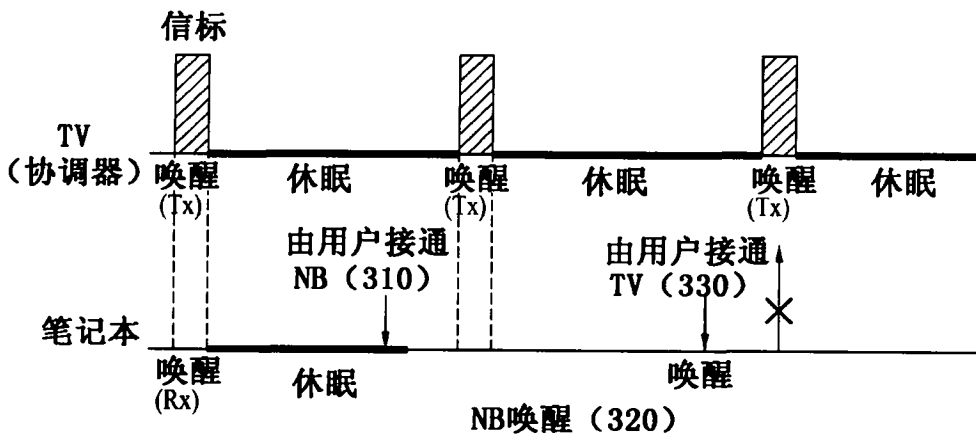 信标
TV
(协调器)
唤醒
(Tx)
休眠
唤醒
(Tx)
休眠
唤醒
(Tx)
休眠
由用户接通
NB（310）
由用户接通
TV（330）
笔记本
唤醒
(Rx)
休眠
唤醒
NB唤醒（320）